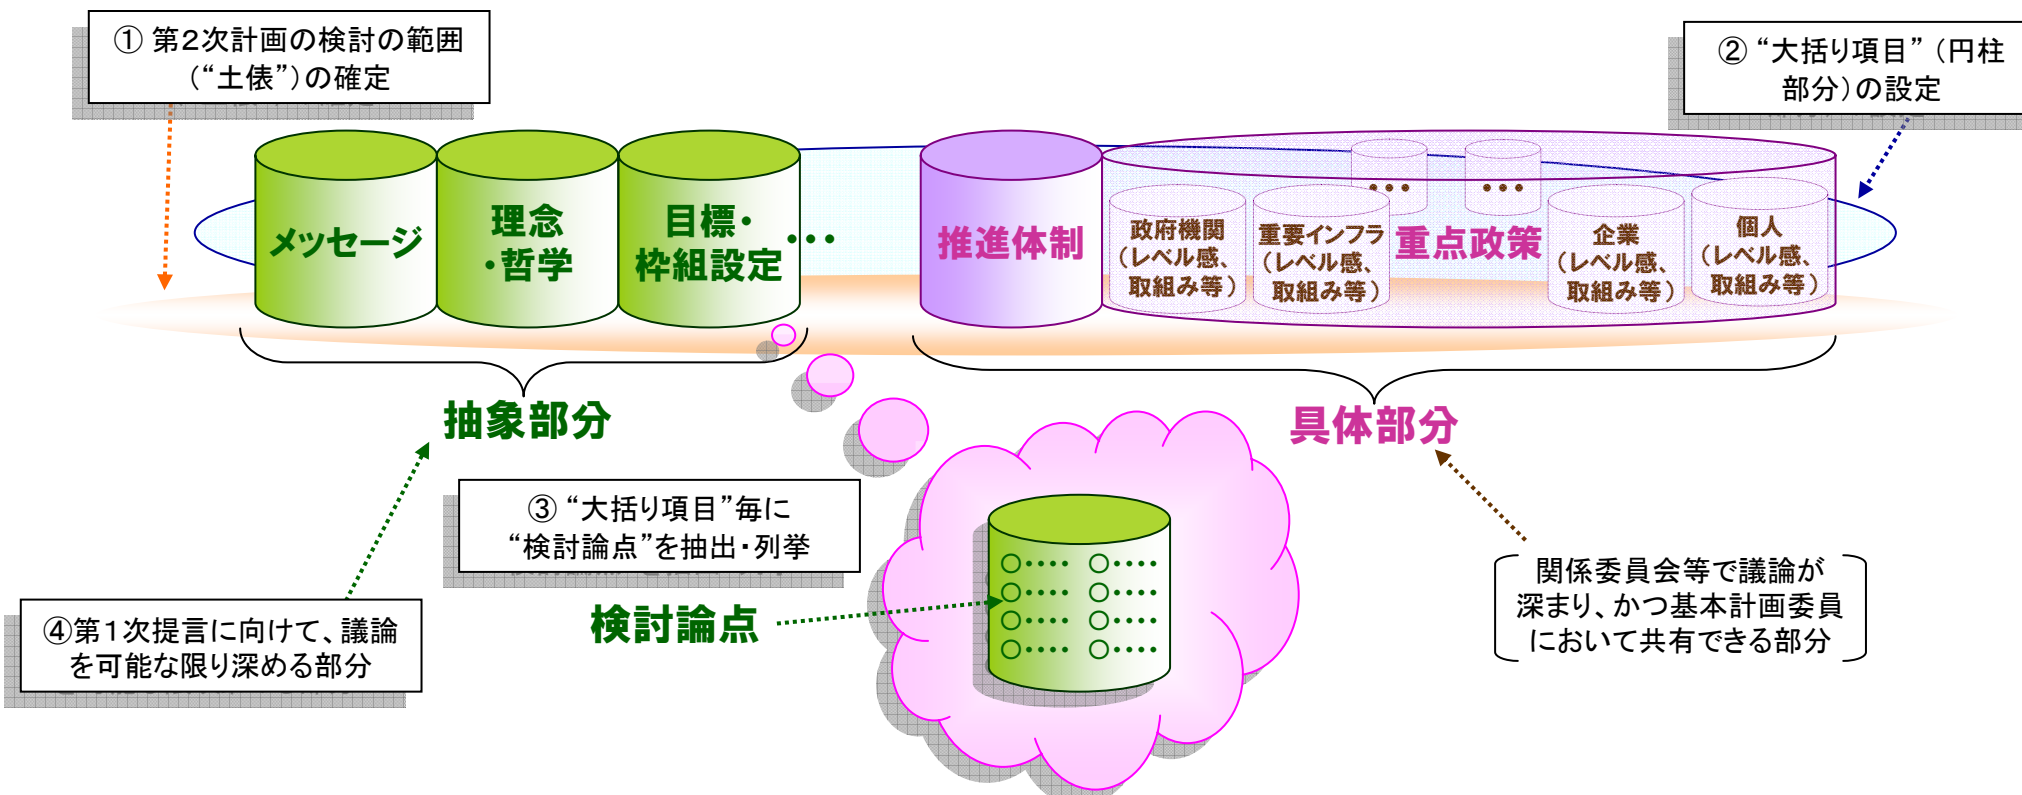 ① 第2次計画の検討の範囲
（“土俵”）の確定
② “大括り項目” （円柱
部分）の設定
メッセージ
理念
・哲学
目標・
枠組設定
・・・
推進体制
政府機関
（レベル感、
取組み等）
重要インフラ
（レベル感、
取組み等）
・・・
・・・
重点政策
企業
（レベル感、
取組み等）
個人
（レベル感、
取組み等）
抽象部分
具体部分
③ “大括り項目”毎に
“検討論点”を抽出・列挙
検討論点
○・・・・ ○・・・・
○・・・・ ○・・・・
○・・・・ ○・・・・
○・・・・ ○・・・・
④第1次提言に向けて、議論
を可能な限り深める部分
関係委員会等で議論が
深まり、かつ基本計画委員
において共有できる部分